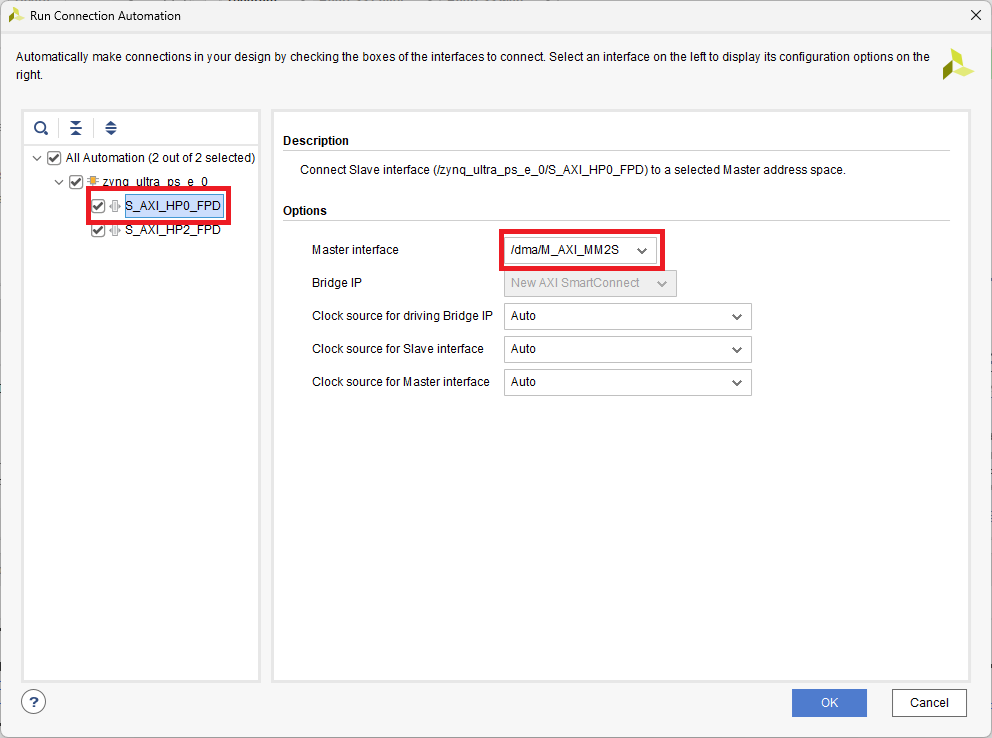 Run Connection Automation
Automatically make connections in your design by checking the boxes of the interfaces to connect. Select an interface on the left to display its configuration options on the
right.
All Automation (2 out of 2 selected)
zynq_ultra_ps_e_0
S_AXI_HP0_FPD
S_AXI_HP2_FPD
Description
Connect Slave interface (/zynq_ultra_ps_e_0/S_AXI_HP0_FPD) to a selected Master address space.
Options
Master interface /dma/M_AXI_MM2S
Bridge IP New AXI SmartConnect
Clock source for driving Bridge IP Auto
Clock source for Slave interface Auto
Clock source for Master interface Auto
? OK Cancel